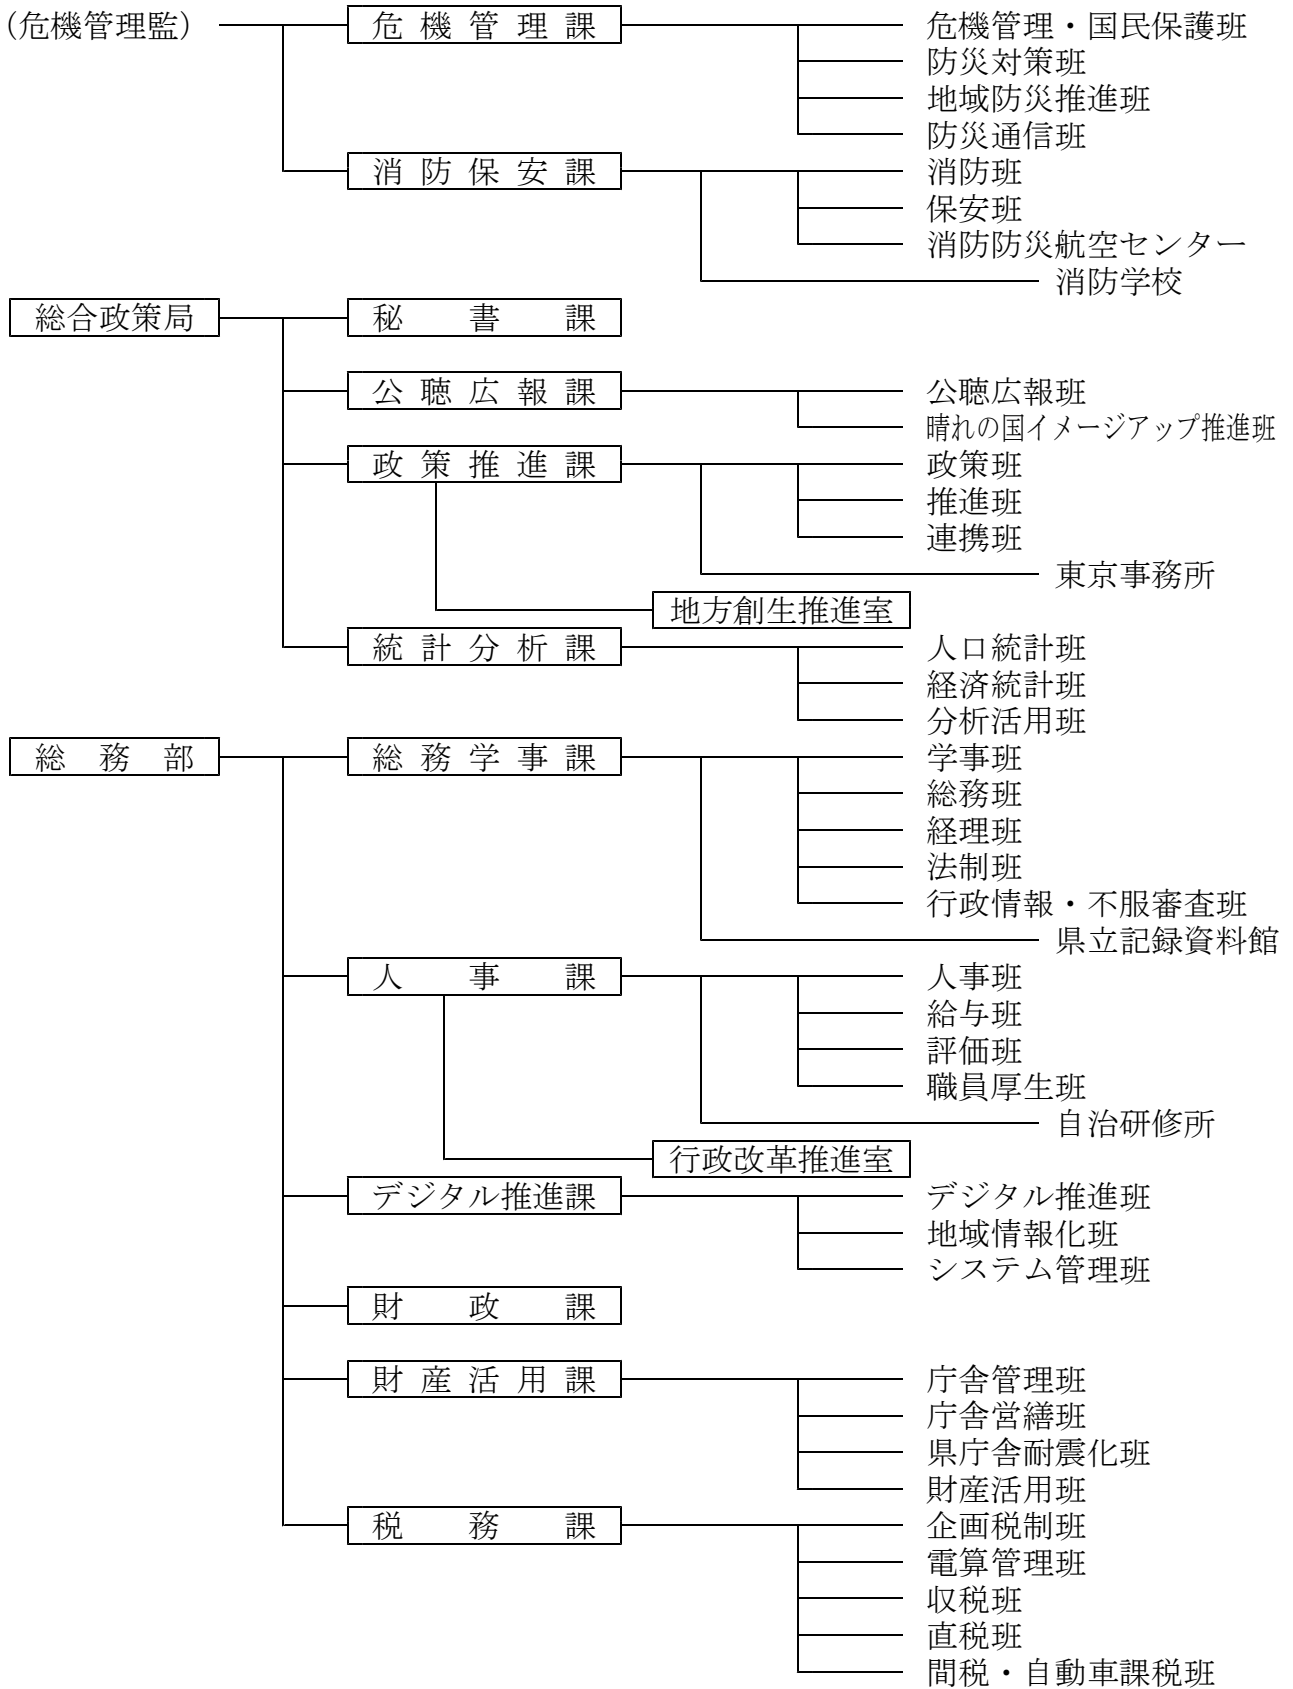 (危機管理監) 危機管理課 危機管理・国民保護班
防災対策班
地域防災推進班
防災通信班
消防保安課 消防班
保安班
消防防災航空センター
消防学校
総合政策局 秘書課
公聴広報課 公聴広報班
晴れの国イメージアップ推進班
政策推進課 政策班
推進班
連携班
東京事務所
地方創生推進室
統計分析課 人口統計班
経済統計班
分析活用班
総務部 総務学事課 学事班
総務班
経理班
法制班
行政情報・不服審査班
県立記録資料館
人事課 人事班
給与班
評価班
職員厚生班
自治研修所
行政改革推進室
デジタル推進課 デジタル推進班
地域情報化班
システム管理班
財政課
財産活用課 庁舎管理班
庁舎営繕班
県庁舎耐震化班
財産活用班
税務課 企画税制班
電算管理班
収税班
直税班
間税・自動車課税班